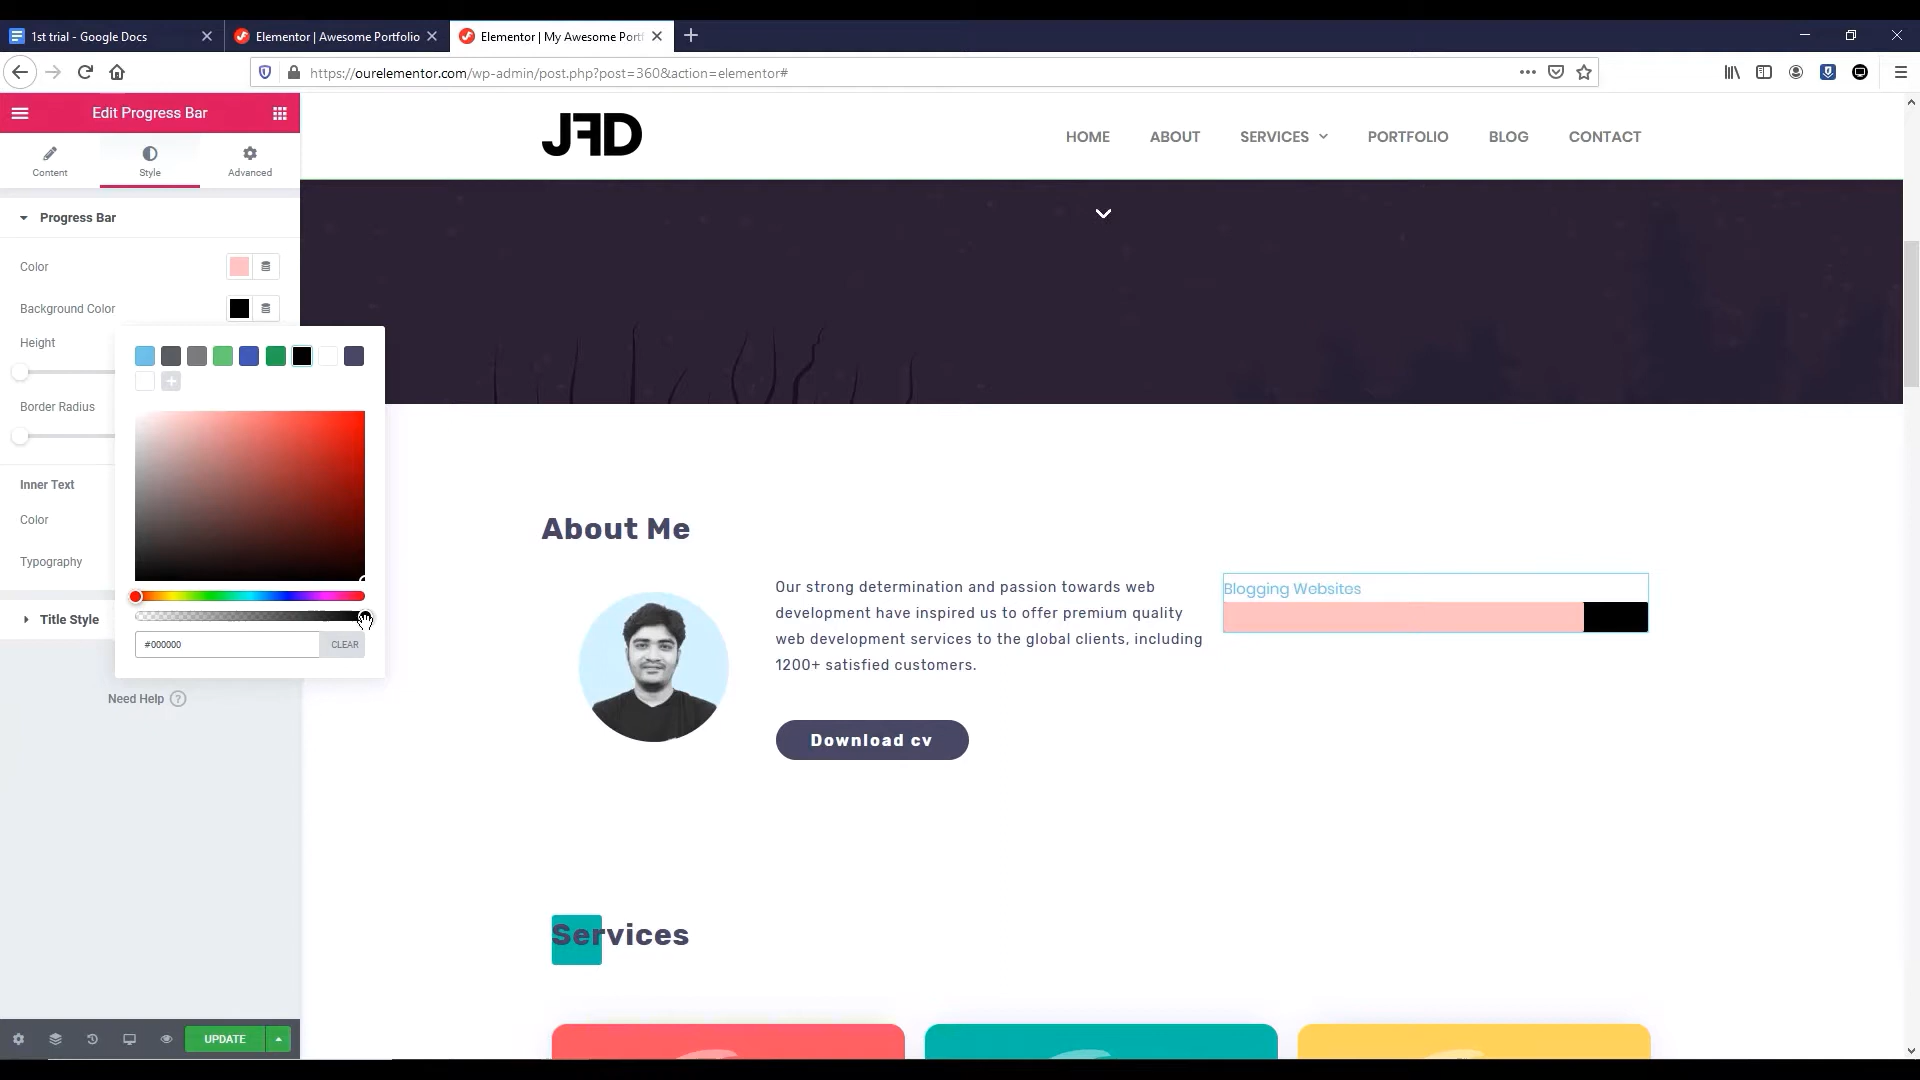 1st trial - Google Docs
Elementor | Awesome Portfolio
Elementor | My Awesome Port
https://ourelementor.com/wp-admin/post.php?post=360&action=elementor#
Edit Progress Bar
Content
Style
Advanced
Progress Bar
Color
Background Color
Height
Border Radius
Inner Text
Color
Typography
Title Style
#000000
CLEAR
Need Help ?
UPDATE
JFD
HOME
ABOUT
SERVICES
PORTFOLIO
BLOG
CONTACT
About Me
Our strong determination and passion towards web
development have inspired us to offer premium quality
web development services to the global clients, including
1200+ satisfied customers.
Download cv
Blogging Websites
Services